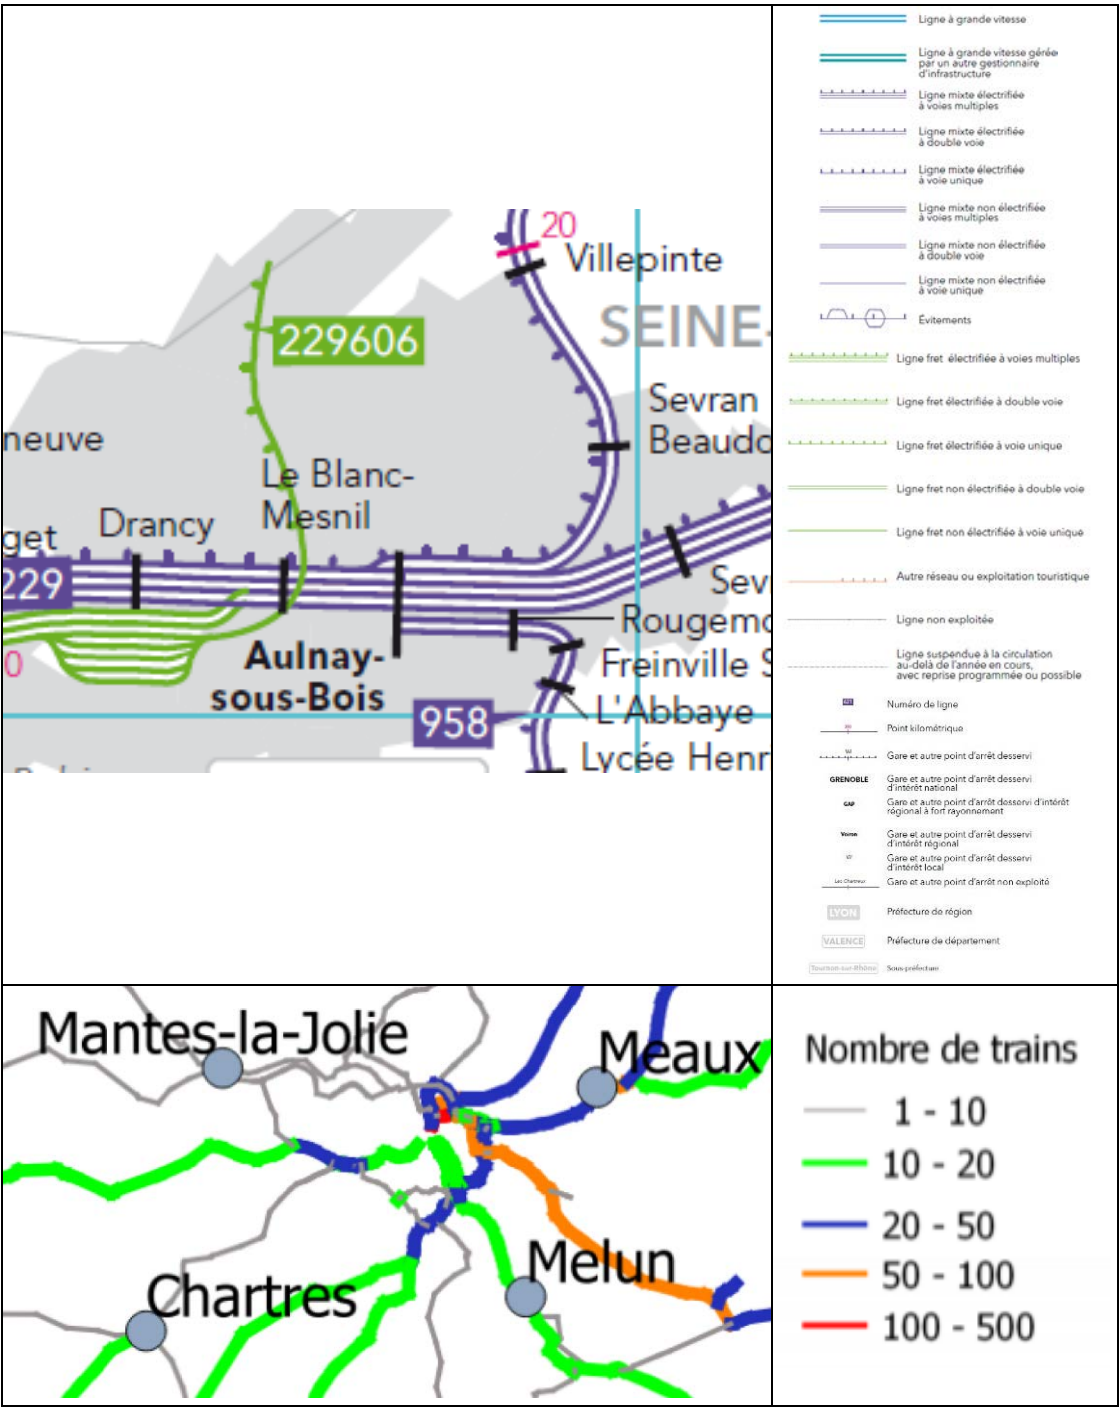 20
Villepinte
SEINE-
229606
Sevran
Beaudo
neuve
Le Blanc-
Mesnil
Drancy
get
229
Sev
Rougemo
Aulnay-
sous-Bois
0
Freinville S
L'Abbaye
958
Lycée Henr
Ligne à grande vitesse
Ligne à grande vitesse gérée
par un autre gestionnaire
d'infrastructure
Ligne mixte électrifiée
à voies multiples
Ligne mixte électrifiée
à double voie
Ligne mixte électrifiée
à voie unique
Ligne mixte non électrifiée
à voies multiples
Ligne mixte non électrifiée
à double voie
Ligne mixte non électrifiée
à voie unique
Évitements
Ligne fret électrifiée à voies multiples
Ligne fret électrifiée à double voie
Ligne fret électrifiée à voie unique
Ligne fret non électrifiée à double voie
Ligne fret non électrifiée à voie unique
Autre réseau ou exploitation touristique
Ligne non exploitée
Ligne suspendue à la circulation
au-delà de l'année en cours,
avec reprise programmée ou possible
Numéro de ligne
Point kilométrique
Gare et autre point d'arrêt desservi
GRENOBLE Gare et autre point d'arrêt desservi
d'intérêt national
GAP Gare et autre point d'arrêt desservi d'intérêt
régional à fort rayonnement
Voiron Gare et autre point d'arrêt desservi
d'intérêt régional
Gare et autre point d'arrêt desservi
d'intérêt local
Les Chartreux Gare et autre point d'arrêt non exploité
LYON Préfecture de région
VALENCE Préfecture de département
Tournon-sur-Rhône Sous-préfecture
Mantes-la-Jolie
Meaux
Melun
Chartres
Nombre de trains
1 - 10
10 - 20
20 - 50
50 - 100
100 - 500